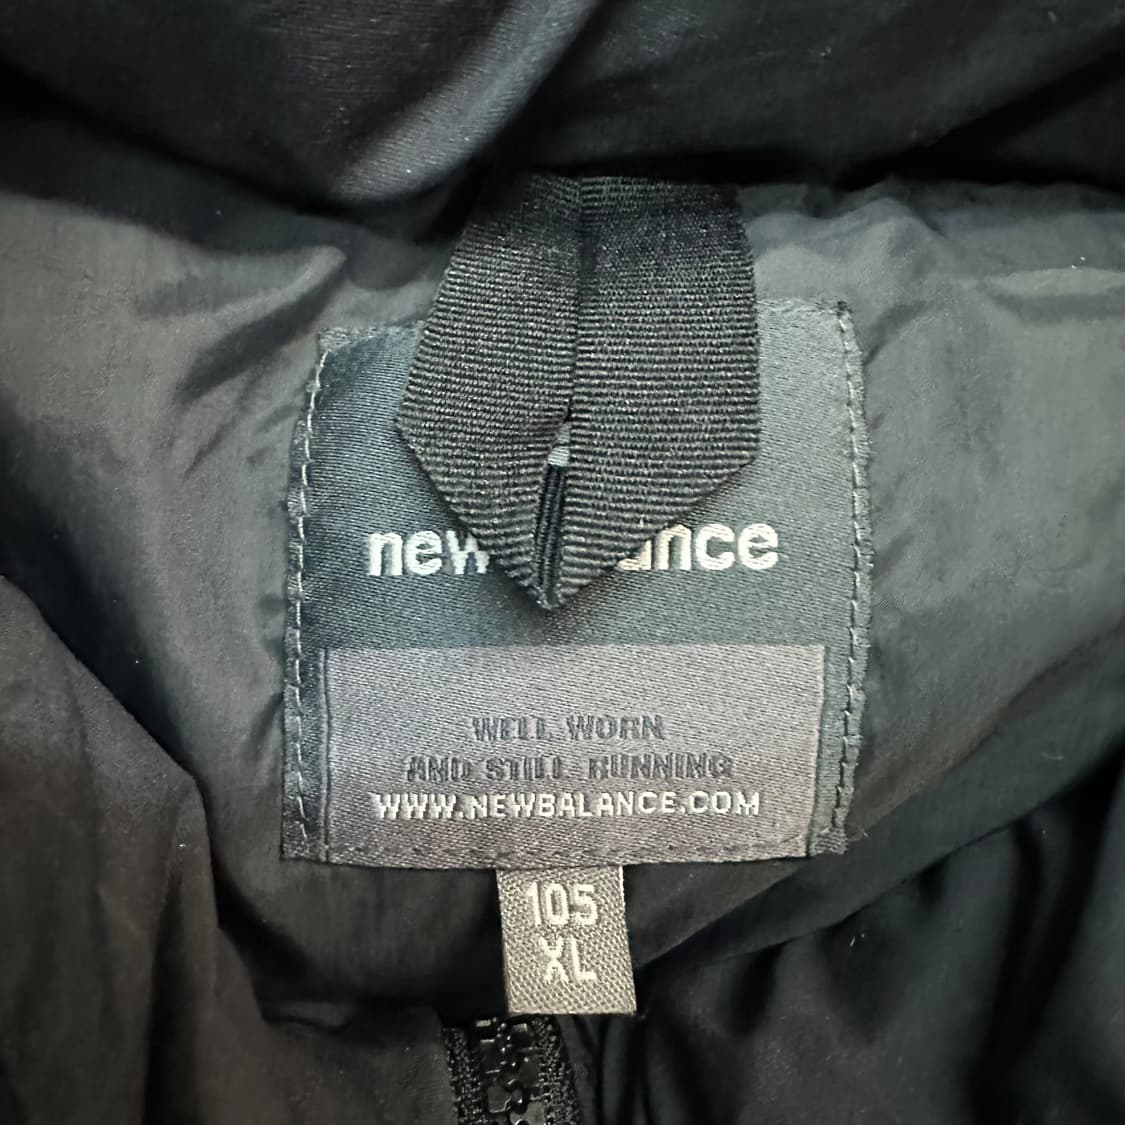 new ance
WELL WORN
AND STILL RUNNING
WWW.NEWBALANCE.COM
105
XL